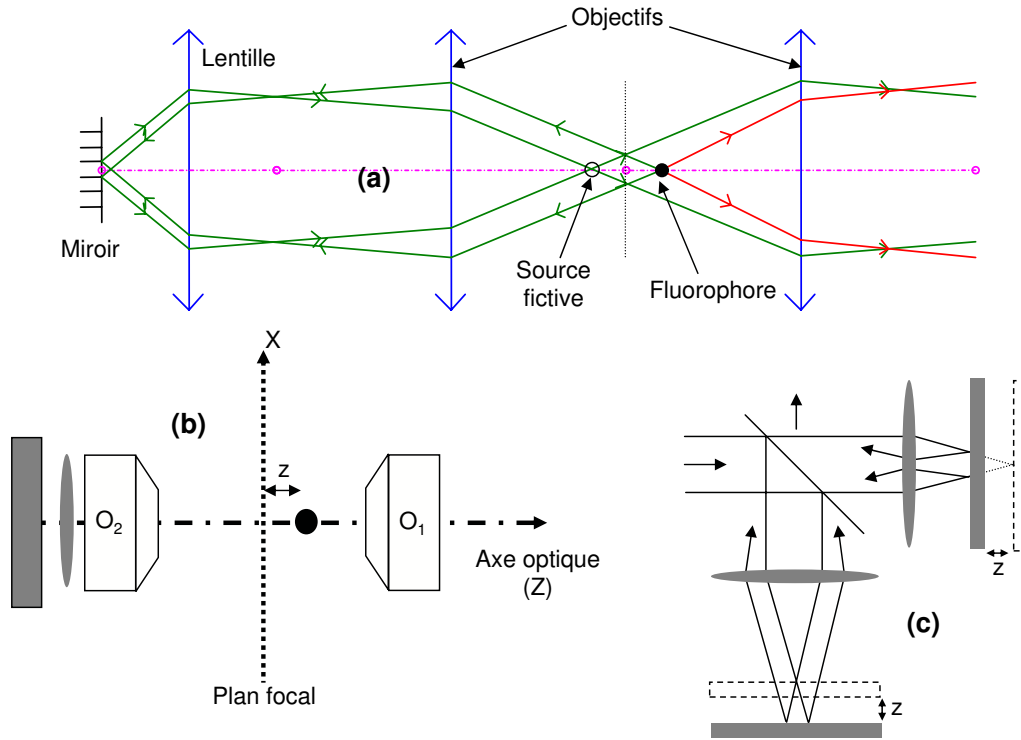 Objectifs
Lentille
(a)
Miroir
Source
fictive
Fluorophore
X
(b)
z
O2
O1
Axe optique
(Z)
Plan focal
z
(c)
z